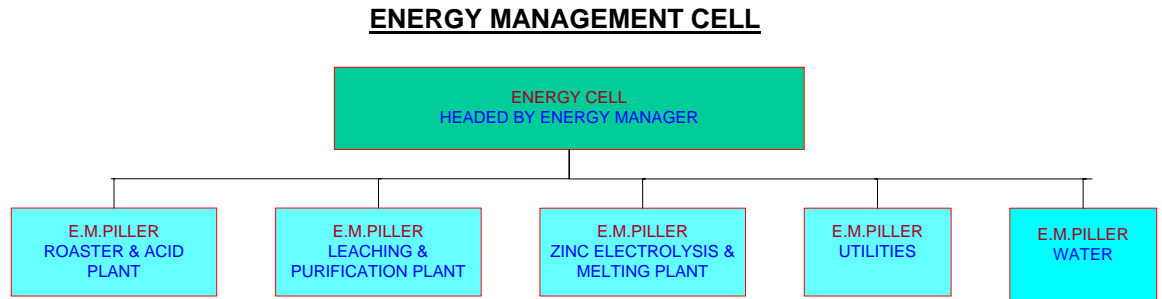 ENERGY MANAGEMENT CELL
ENERGY CELL
HEADED BY ENERGY MANAGER
E.M.PILLER
ROASTER & ACID
PLANT
E.M.PILLER
LEACHING &
PURIFICATION PLANT
E.M.PILLER
ZINC ELECTROLYSIS &
MELTING PLANT
E.M.PILLER
UTILITIES
E.M.PILLER
WATER